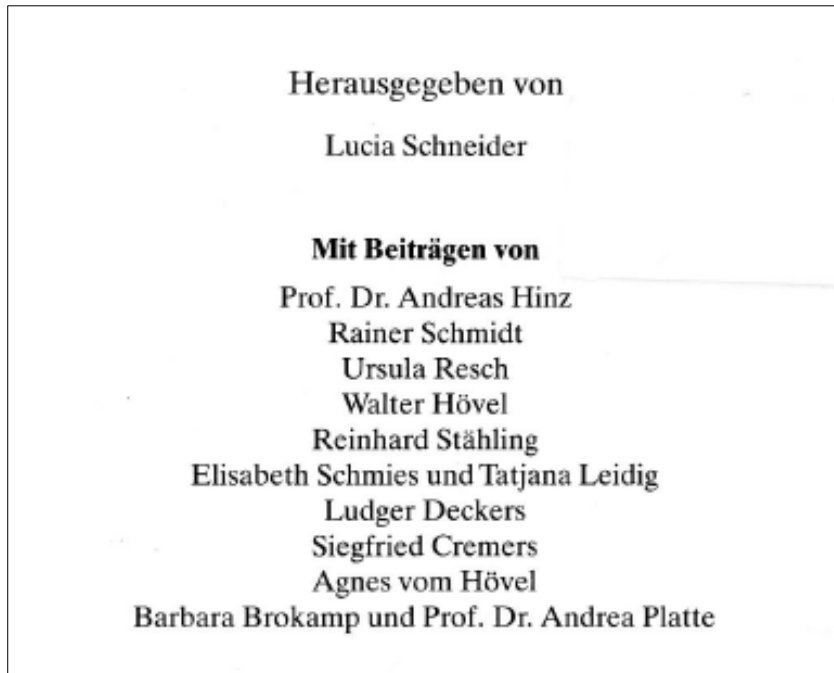 Herausgegeben von
Lucia Schneider
Mit Beiträgen von
Prof. Dr. Andreas Hinz
Rainer Schmidt
Ursula Resch
Walter Hövel
Reinhard Stähling
Elisabeth Schmies und Tatjana Leidig
Ludger Deckers
Siegfried Cremers
Agnes vom Hövel
Barbara Brokamp und Prof. Dr. Andrea Platte